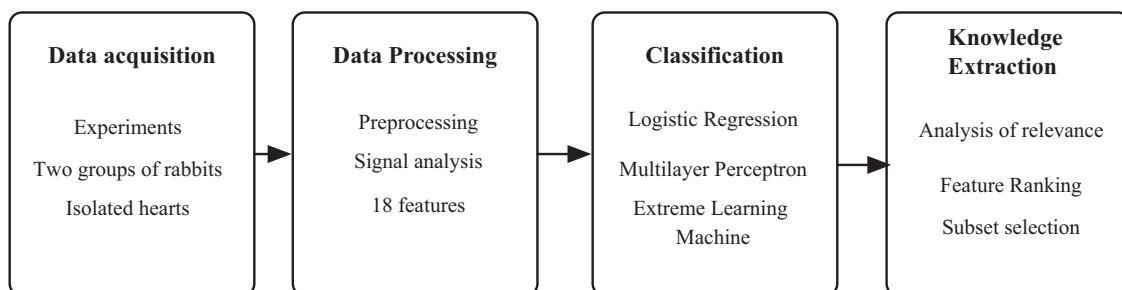 Data acquisition
Experiments
Two groups of rabbits
Isolated hearts
Data Processing
Preprocessing
Signal analysis
18 features
Classification
Logistic Regression
Multilayer Perceptron
Extreme Learning
Machine
Knowledge
Extraction
Analysis of relevance
Feature Ranking
Subset selection